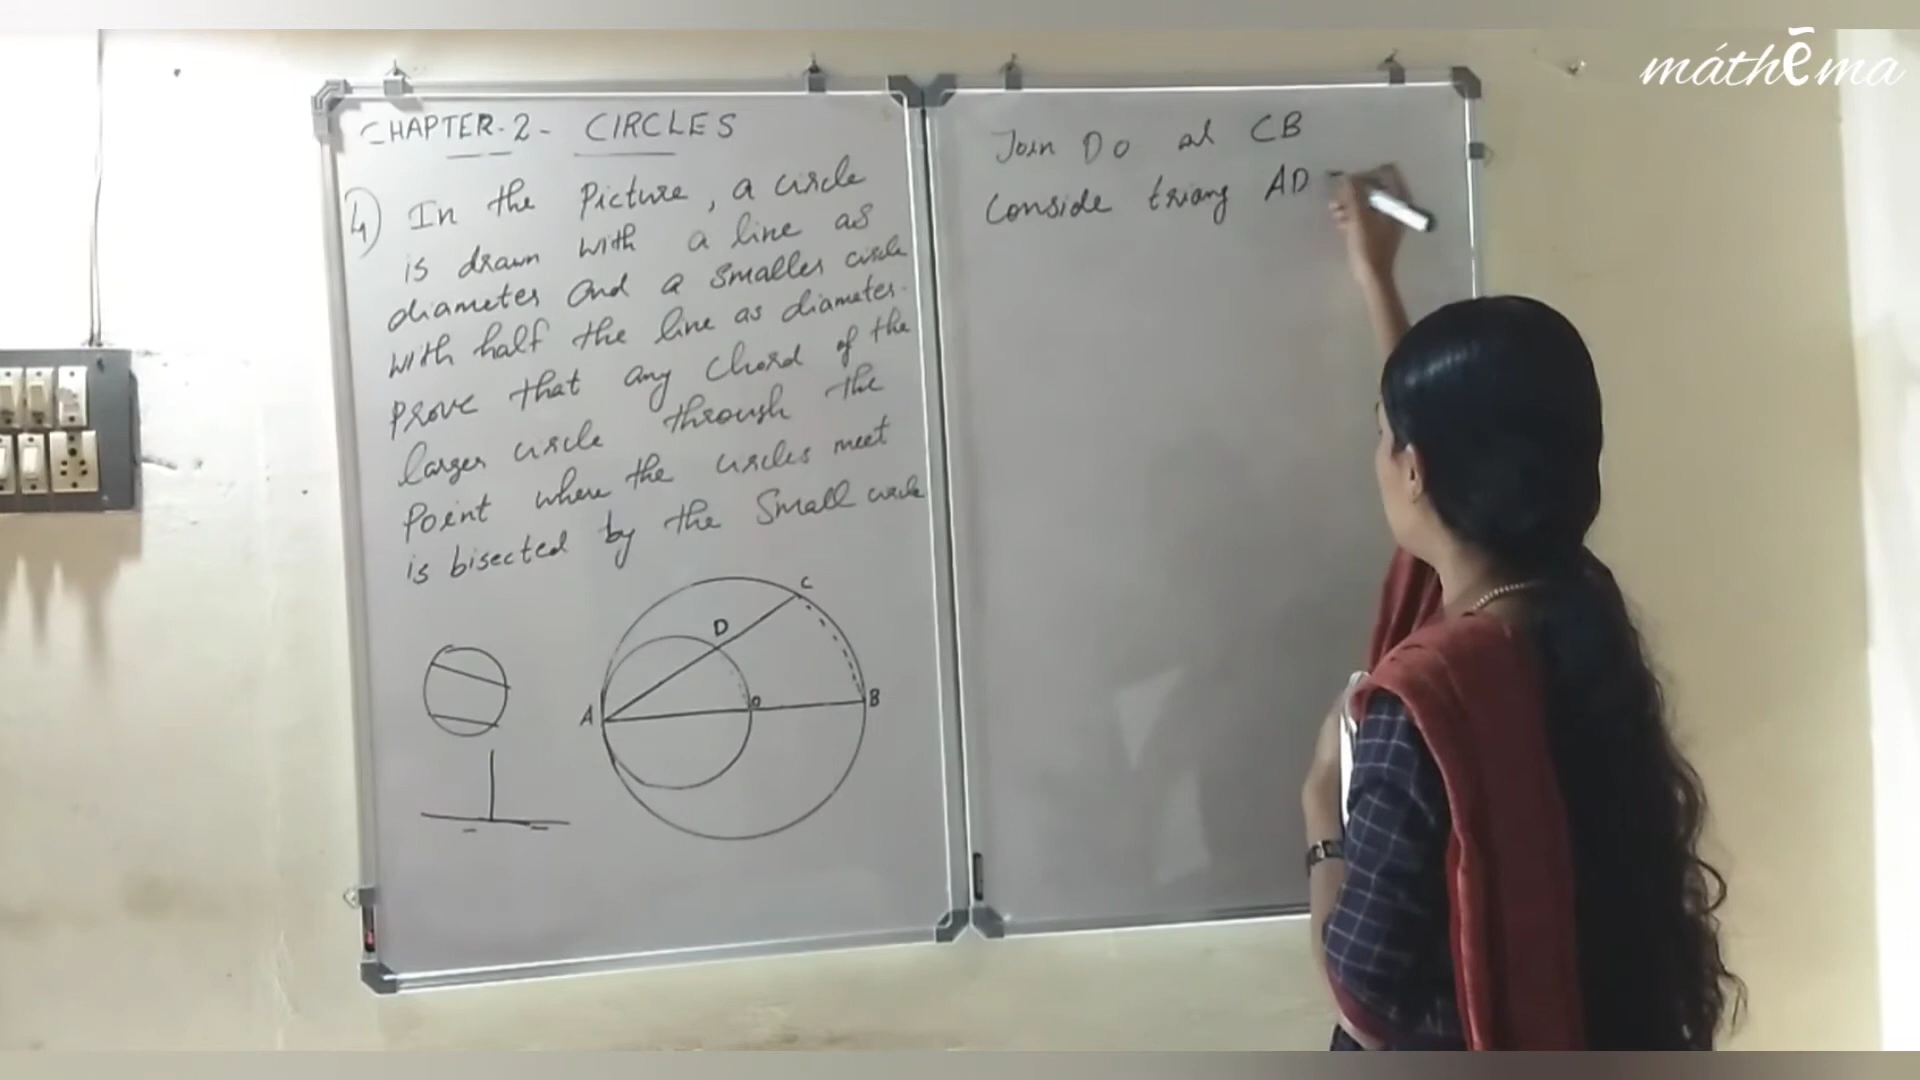 máthēma
CHAPTER-2- CIRCLES
4) In the Picture, a circle
is drawn with a line as
diameter and a smaller circle
with half the line as diameter.
Prove that any Chord of the
larger circle through the
Point where the circles meet
is bisected by the Small circle
C
D
A
O
B
Join DO CB
Conside triang AD